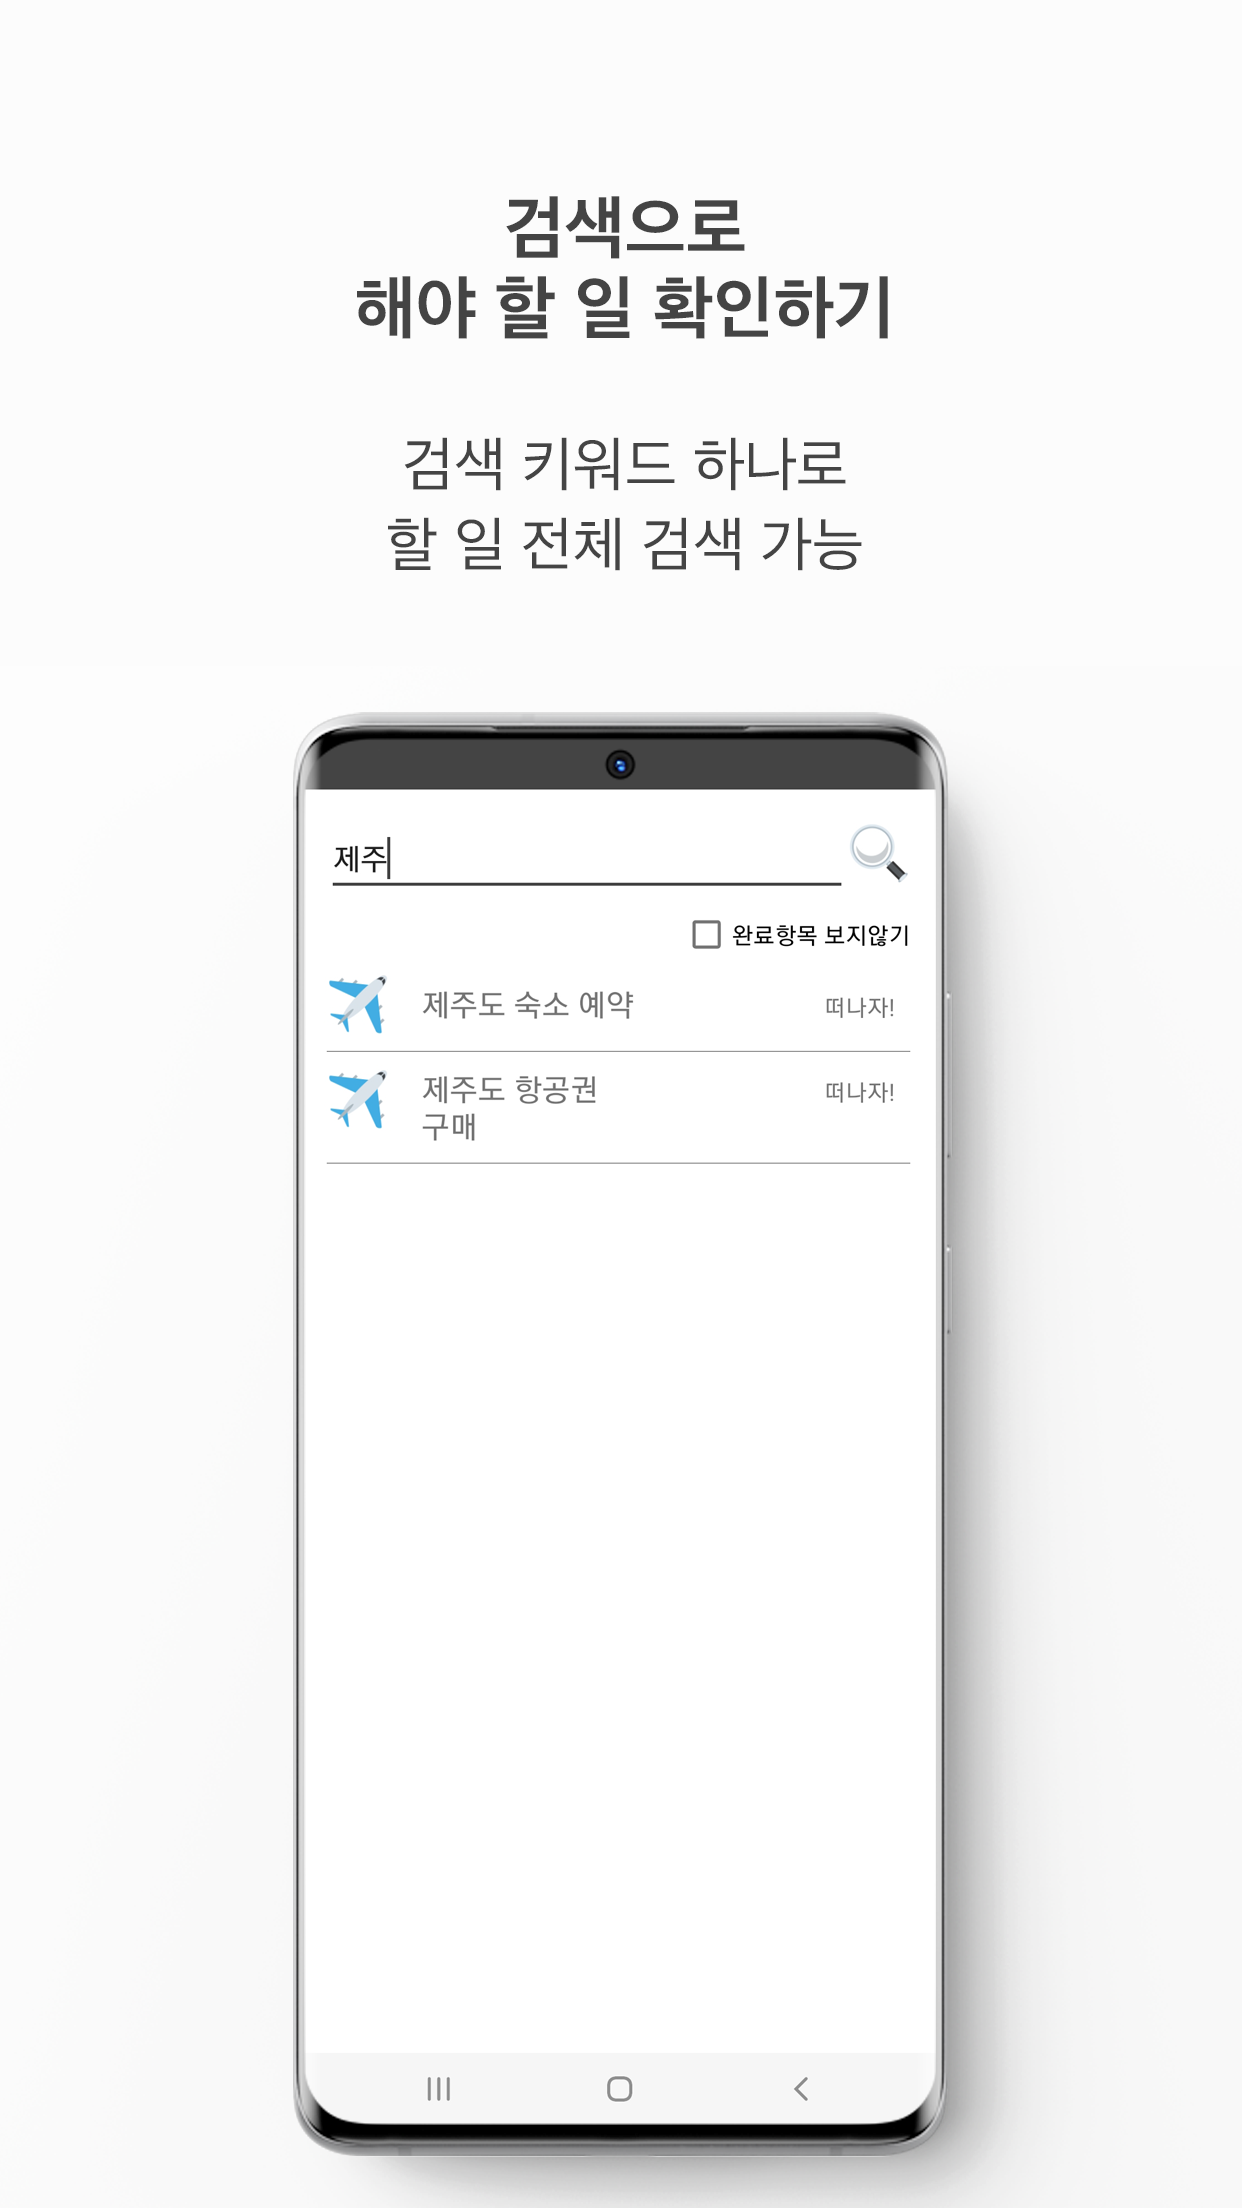 검색으로
해야 할 일 확인하기
검색 키워드 하나로
할 일 전체 검색 가능
제주
완료항목 보지않기
제주도 숙소 예약
떠나자!
제주도 항공권
구매
떠나자!